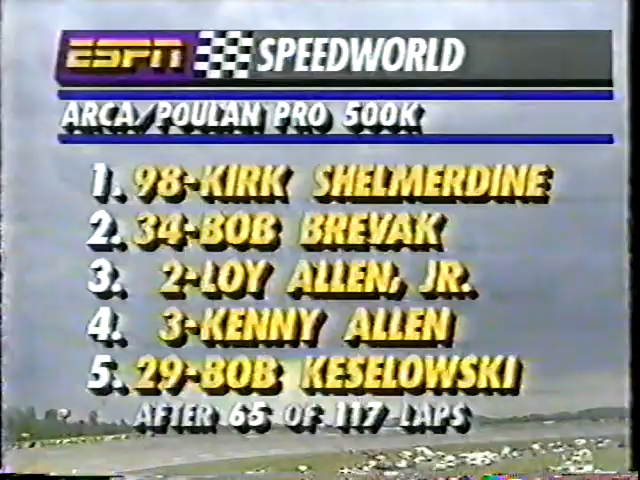 ESPN SPEEDWORLD
ARCA/POULAN PRO 500K
1. 98-KIRK SHELMERDINE
2. 34-BOB BREVAK
3. 2-LOY ALLEN, JR.
4. 3-KENNY ALLEN
5. 29-BOB KESELOWSKI
AFTER 65 OF 117 LAPS